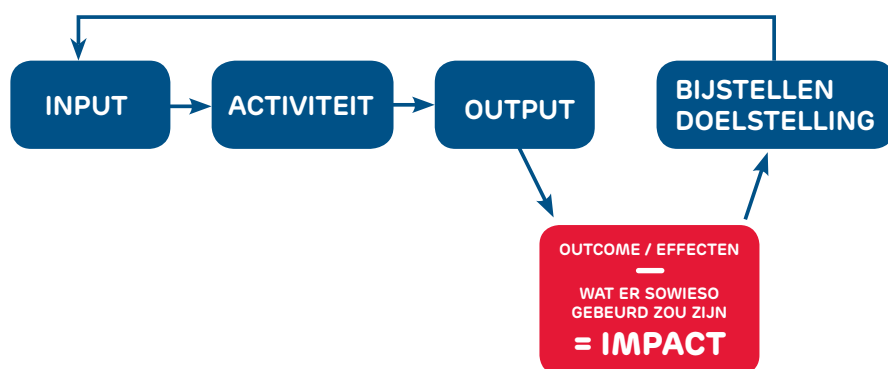 INPUT
ACTIVITEIT
OUTPUT
BIJSTELLEN
DOELSTELLING
OUTCOME / EFFECTEN
—
WAT ER SOWIESO
GEBEURD ZOU ZIJN
= IMPACT